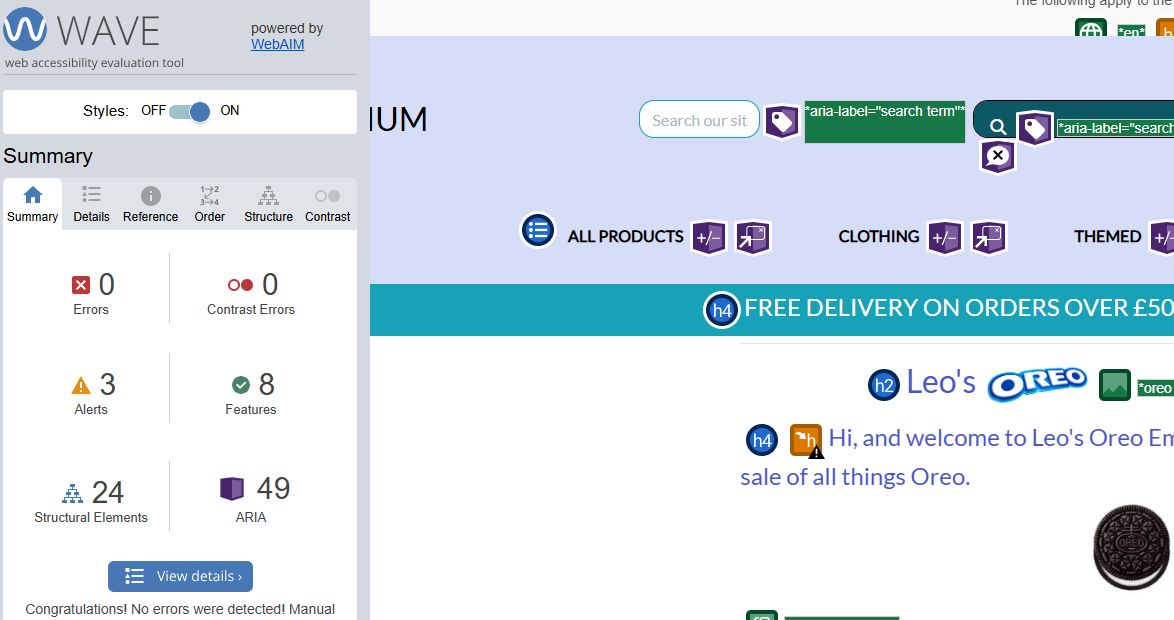 The following apply to the
*en*
h
WAVE
web accessibility evaluation tool
powered by
WebAIM
Styles: OFF ON
Summary
Summary Details Reference Order Structure Contrast
0
Errors
0
Contrast Errors
3
Alerts
8
Features
24
Structural Elements
49
ARIA
View details ›
Congratulations! No errors were detected! Manual
IUM
Search our sit
*aria-label="search term"*
*aria-label="search
ALL PRODUCTS +/- CLOTHING +/- THEMED +/-
h4 FREE DELIVERY ON ORDERS OVER £50
h2 Leo's OREO *oreo
h4 h Hi, and welcome to Leo's Oreo Em
sale of all things Oreo.
OREO